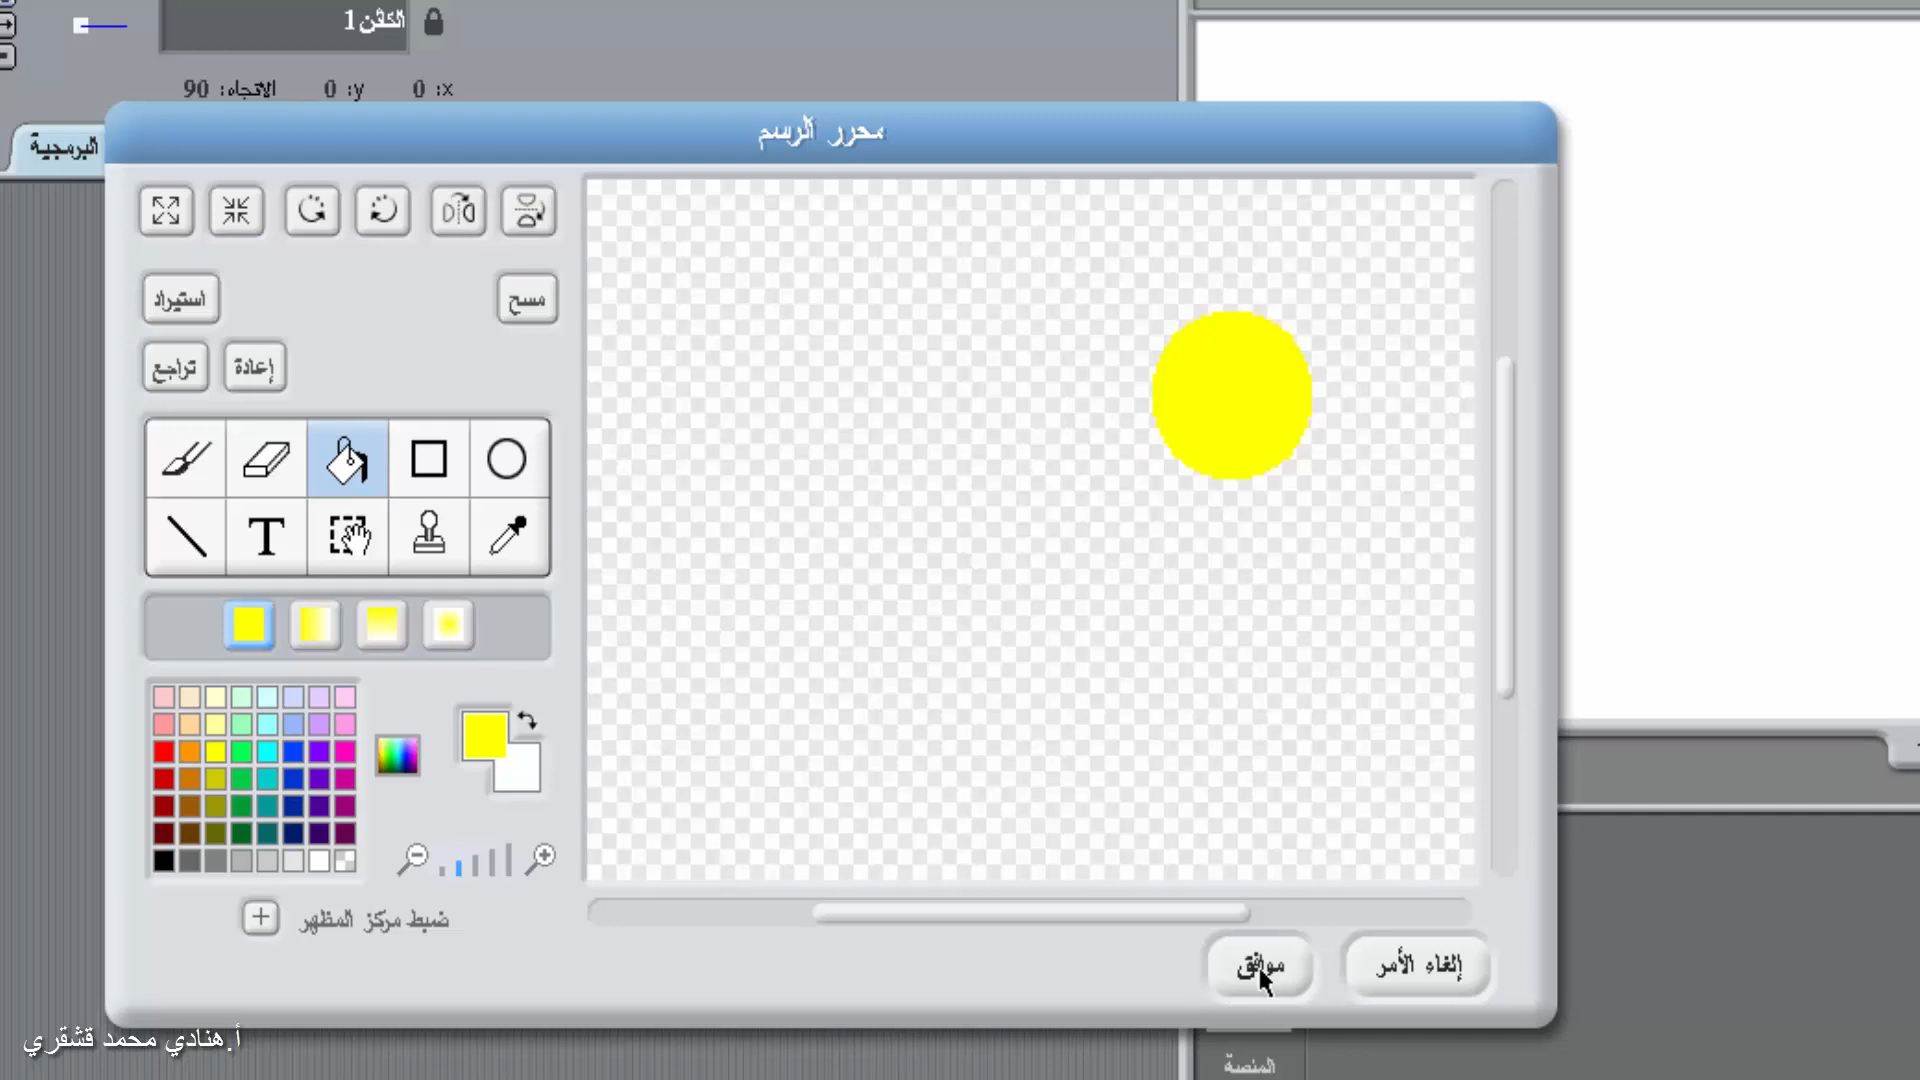 الكائن1
x: 0 y: 0 الاتجاه: 90
البرمجية
محرر الرسم
استيراد
مسح
تراجع
إعادة
T
ضبط مركز المظهر
موافق
إلغاء الأمر
أ.هنادي محمد قشقري
المنصة